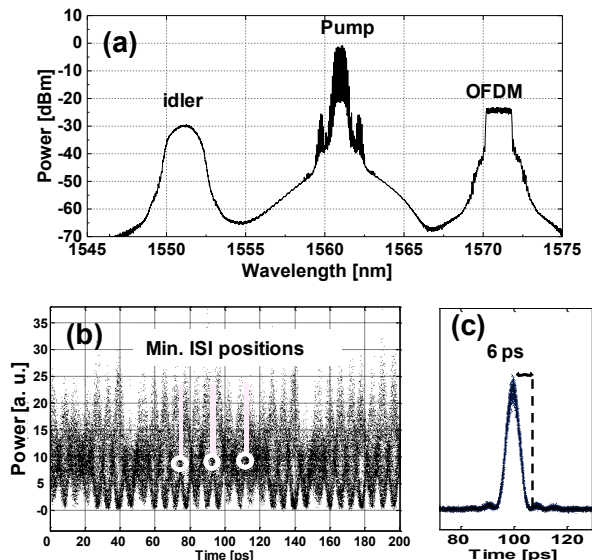 (a)
Pump
idler
OFDM
Power [dBm]
10
0
-10
-20
-30
-40
-50
-60
-70
1545 1550 1555 1560 1565 1570 1575
Wavelength [nm]
(b)
Min. ISI positions
Power [a. u.]
35
30
25
20
15
10
5
-0
0 20 40 60 80 100 120 140 160 180 200
Time [ps]
(c)
6 ps
80 100 120
Time [ps]